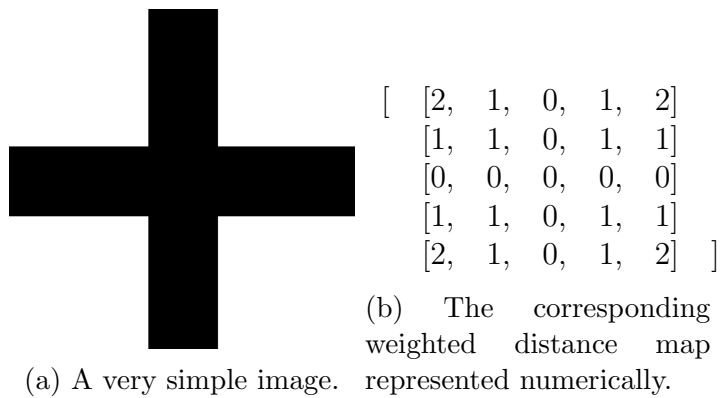 [ [2, 1, 0, 1, 2]
[1, 1, 0, 1, 1]
[0, 0, 0, 0, 0]
[1, 1, 0, 1, 1]
[2, 1, 0, 1, 2] ]
(a) A very simple image.
(b) The corresponding
weighted distance map
represented numerically.